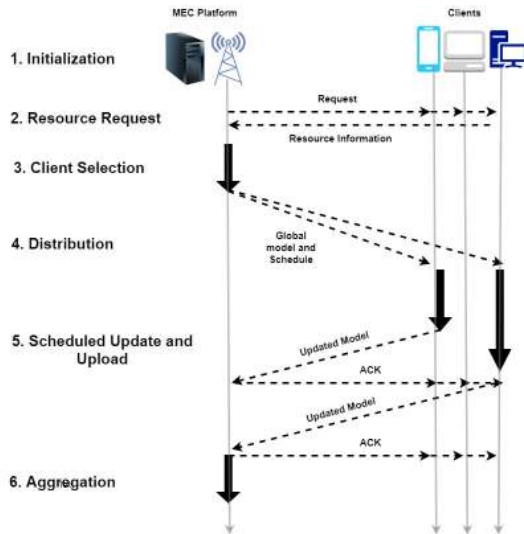 MEC Platform
Clients
1. Initialization
Request
2. Resource Request
Resource Information
3. Client Selection
4. Distribution
Global
model and
Schedule
5. Scheduled Update and
Upload
Updated Model
ACK
Updated Model
ACK
6. Aggregation